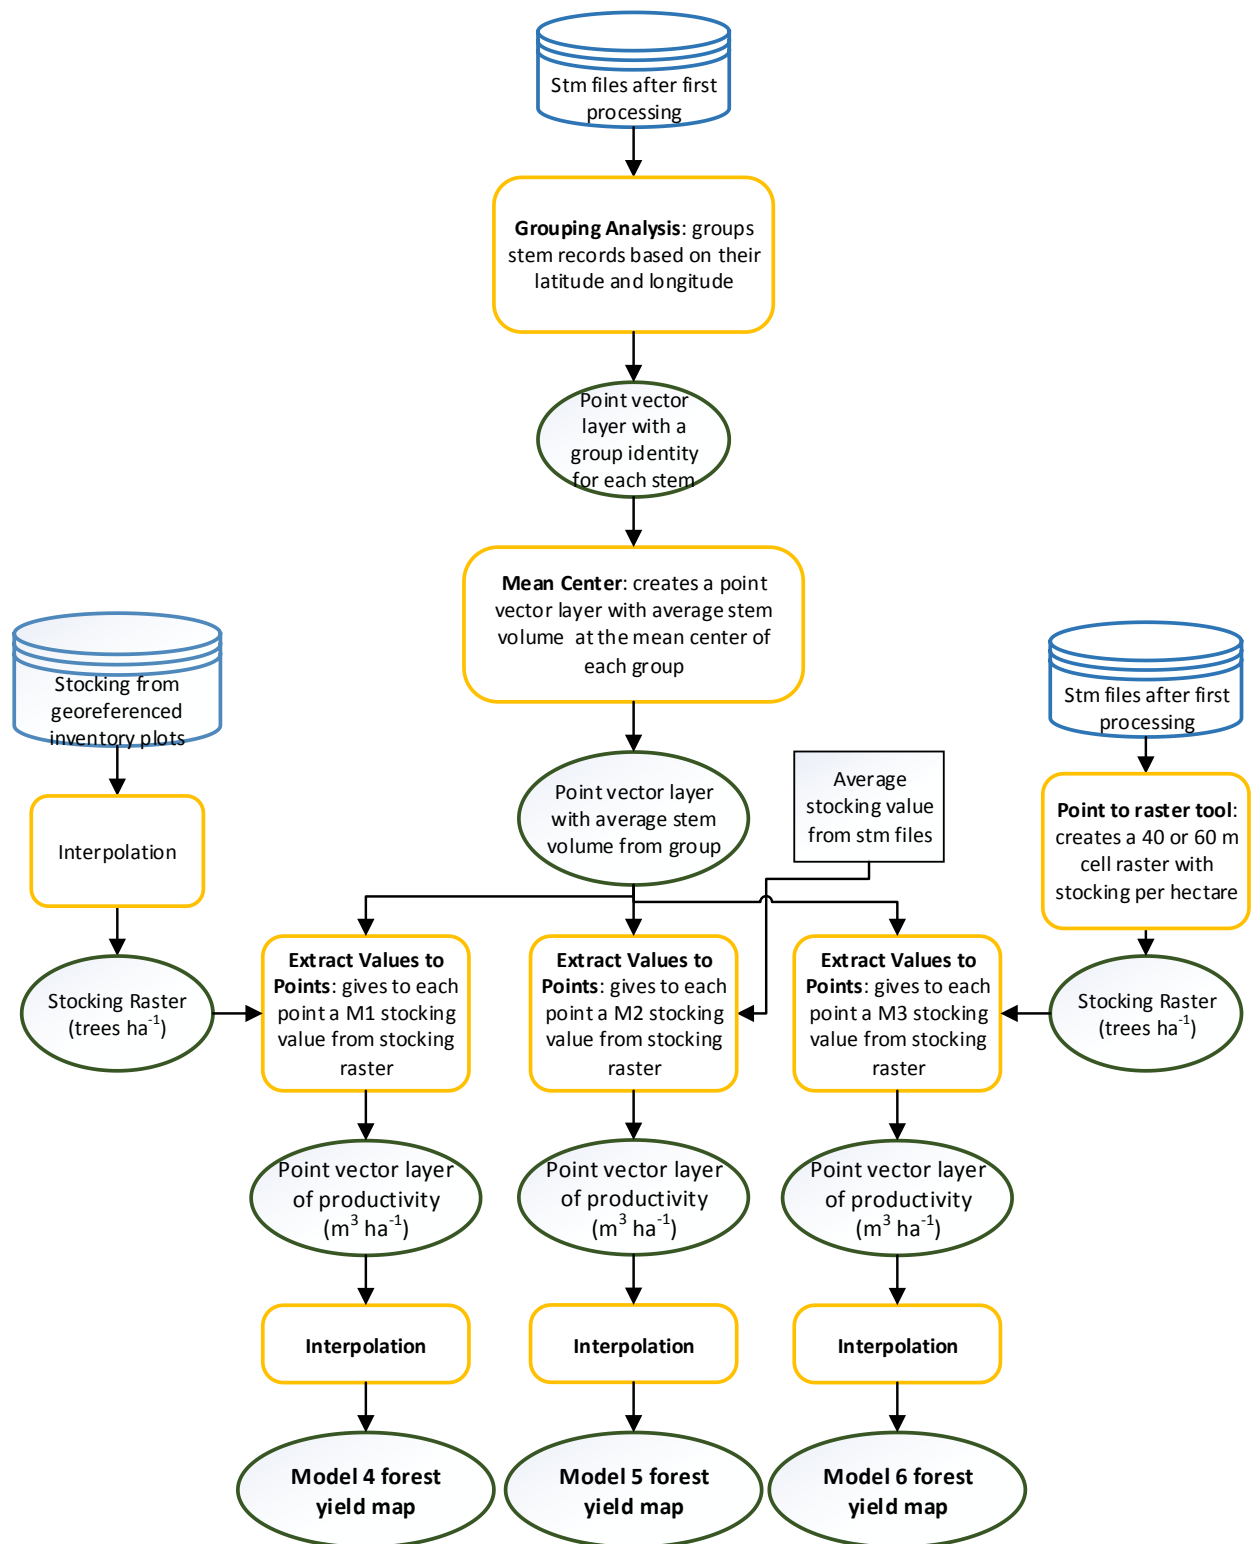 Stm files after first
processing
Grouping Analysis: groups
stem records based on their
latitude and longitude
Point vector
layer with a
group identity
for each stem
Mean Center: creates a point
vector layer with average stem
volume at the mean center of
each group
Stocking from
georeferenced
inventory plots
Stm files after first
processing
Interpolation
Point vector layer
with average stem
volume from group
Average
stocking value
from stm files
Point to raster tool:
creates a 40 or 60 m
cell raster with
stocking per hectare
Stocking Raster
(trees ha⁻¹)
Extract Values to
Points: gives to each
point a M1 stocking
value from stocking
raster
Extract Values to
Points: gives to each
point a M2 stocking
value from stocking
raster
Extract Values to
Points: gives to each
point a M3 stocking
value from stocking
raster
Stocking Raster
(trees ha⁻¹)
Point vector layer
of productivity
(m³ ha⁻¹)
Point vector layer
of productivity
(m³ ha⁻¹)
Point vector layer
of productivity
(m³ ha⁻¹)
Interpolation
Interpolation
Interpolation
Model 4 forest
yield map
Model 5 forest
yield map
Model 6 forest
yield map